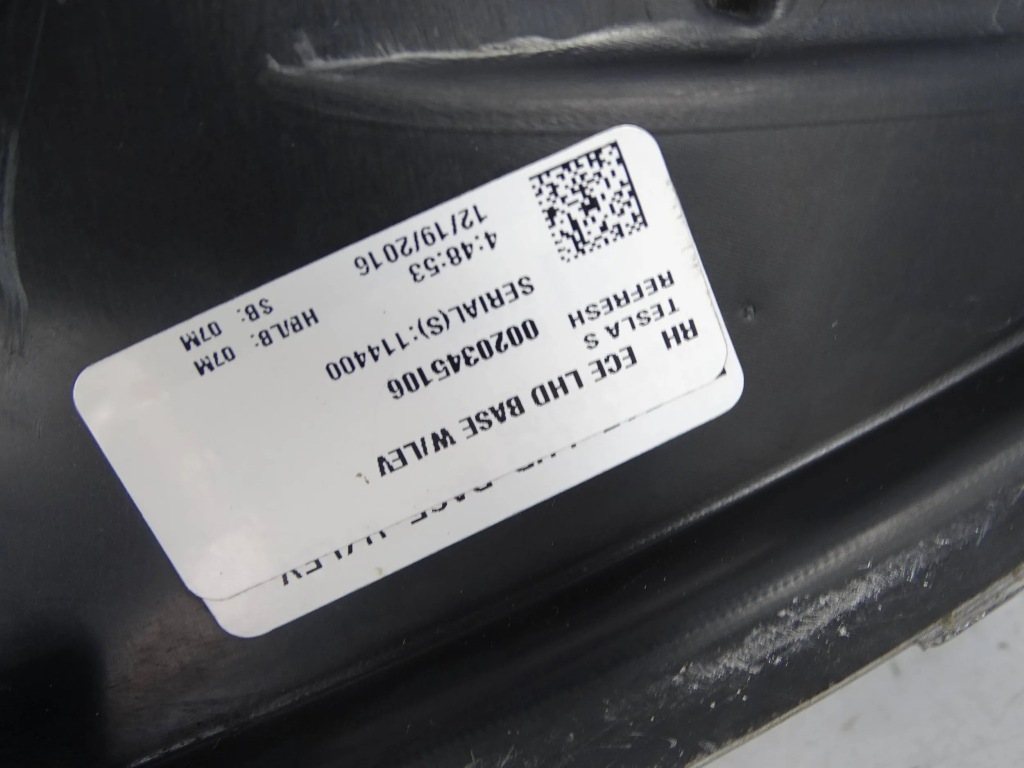 RH ECE LHD BASE W/LEV
TESLA S
REFRESH
0020345106
SERIAL(S): 114400
4:48:53
12/19/2016
HB/LB: 07M
SB: 07M
W/LEV